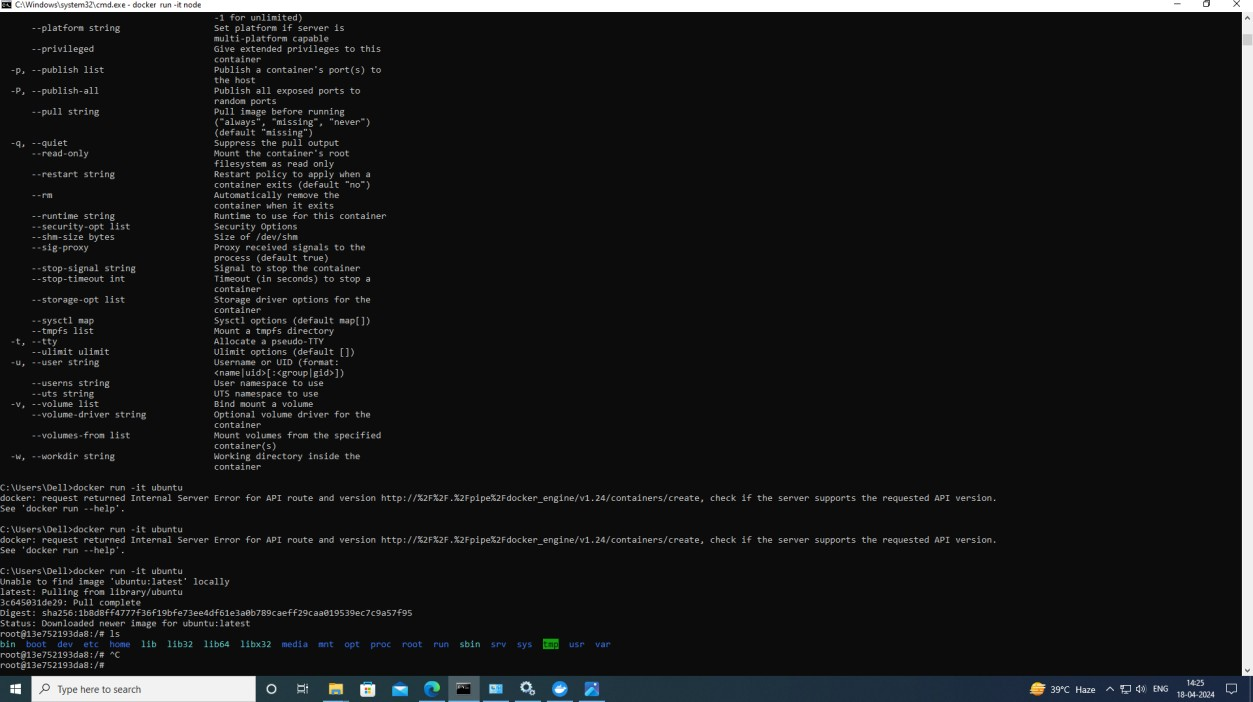 C:\Windows\system32\cmd.exe - docker run -it node
-1 for unlimited)
--platform string Set platform if server is
multi-platform capable
--privileged Give extended privileges to this
container
-p, --publish list Publish a container's port(s) to
the host
-P, --publish-all Publish all exposed ports to
random ports
--pull string Pull image before running
("always", "missing", "never")
(default "missing")
-q, --quiet Suppress the pull output
--read-only Mount the container's root
filesystem as read only
--restart string Restart policy to apply when a
container exits (default "no")
--rm Automatically remove the
container when it exits
--runtime string Runtime to use for this container
--security-opt list Security Options
--shm-size bytes Size of /dev/shm
--sig-proxy Proxy received signals to the
process (default true)
--stop-signal string Signal to stop the container
--stop-timeout int Timeout (in seconds) to stop a
container
--storage-opt list Storage driver options for the
container
--sysctl map Sysctl options (default map[])
--tmpfs list Mount a tmpfs directory
-t, --tty Allocate a pseudo-TTY
--ulimit ulimit Ulimit options (default [])
-u, --user string Username or UID (format:
<name|uid>[:<group|gid>])
--userns string User namespace to use
--uts string UTS namespace to use
-v, --volume list Bind mount a volume
--volume-driver string Optional volume driver for the
container
--volumes-from list Mount volumes from the specified
container(s)
-w, --workdir string Working directory inside the
container
C:\Users\Dell>docker run -it ubuntu
docker: request returned Internal Server Error for API route and version http://%2F%2F.%2Fpipe%2Fdocker_engine/v1.24/containers/create, check if the server supports the requested API version.
See 'docker run --help'.
C:\Users\Dell>docker run -it ubuntu
docker: request returned Internal Server Error for API route and version http://%2F%2F.%2Fpipe%2Fdocker_engine/v1.24/containers/create, check if the server supports the requested API version.
See 'docker run --help'.
C:\Users\Dell>docker run -it ubuntu
Unable to find image 'ubuntu:latest' locally
latest: Pulling from library/ubuntu
3c645031de29: Pull complete
Digest: sha256:1b8d8ff4777f36f19bfe73ee4df61e3a0b789caeff29caa019539ec7c9a57f95
Status: Downloaded newer image for ubuntu:latest
root@13e752193da8:/# ls
bin boot dev etc home lib lib32 lib64 libx32 media mnt opt proc root run sbin srv sys tmp usr var
root@13e752193da8:/# ^C
root@13e752193da8:/#
Type here to search
39°C Haze
ENG
14:25
18-04-2024